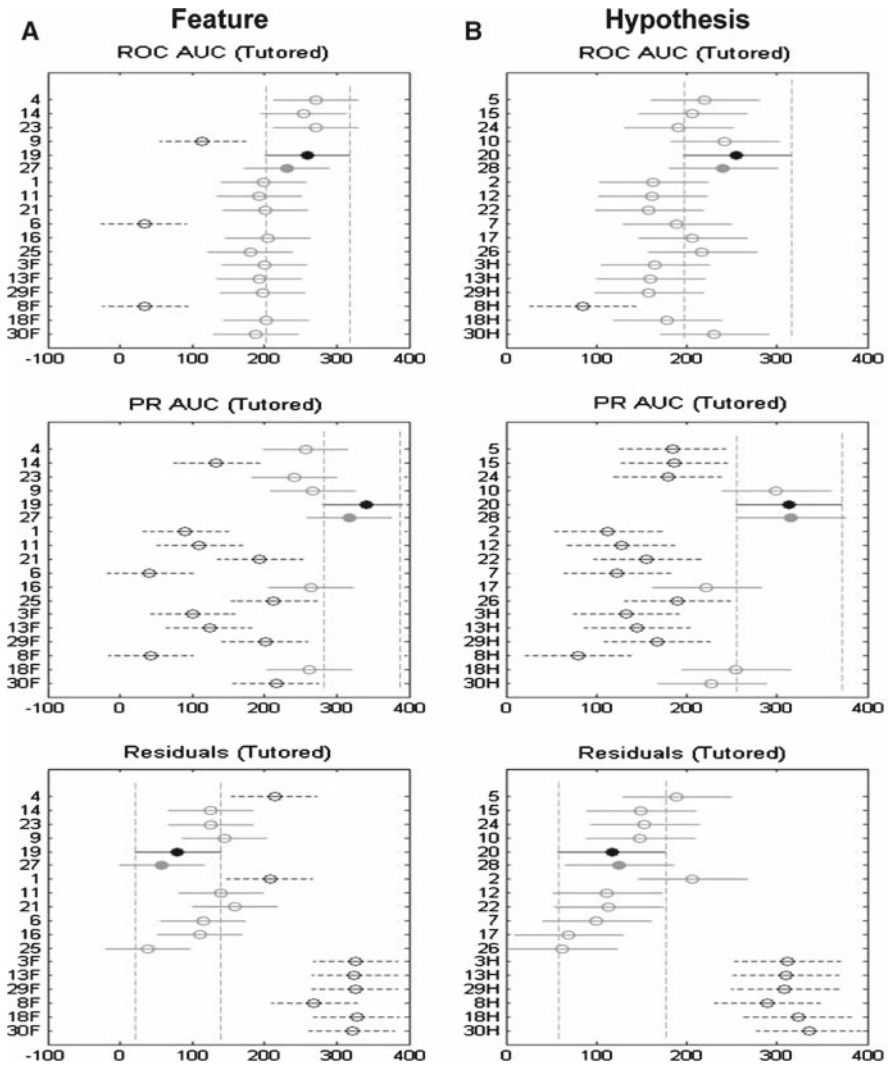 A Feature
ROC AUC (Tutored)
4
14
23
9
19
27
1
11
21
6
16
25
3F
13F
29F
8F
18F
30F
-100 0 100 200 300 400
PR AUC (Tutored)
4
14
23
9
19
27
1
11
21
6
16
25
3F
13F
29F
8F
18F
30F
-100 0 100 200 300 400
Residuals (Tutored)
4
14
23
9
19
27
1
11
21
6
16
25
3F
13F
29F
8F
18F
30F
-100 0 100 200 300 400
B Hypothesis
ROC AUC (Tutored)
5
15
24
10
20
28
2
12
22
7
17
26
3H
13H
29H
8H
18H
30H
0 100 200 300 400
PR AUC (Tutored)
5
15
24
10
20
28
2
12
22
7
17
26
3H
13H
29H
8H
18H
30H
0 100 200 300 400
Residuals (Tutored)
5
15
24
10
20
28
2
12
22
7
17
26
3H
13H
29H
8H
18H
30H
0 100 200 300 400